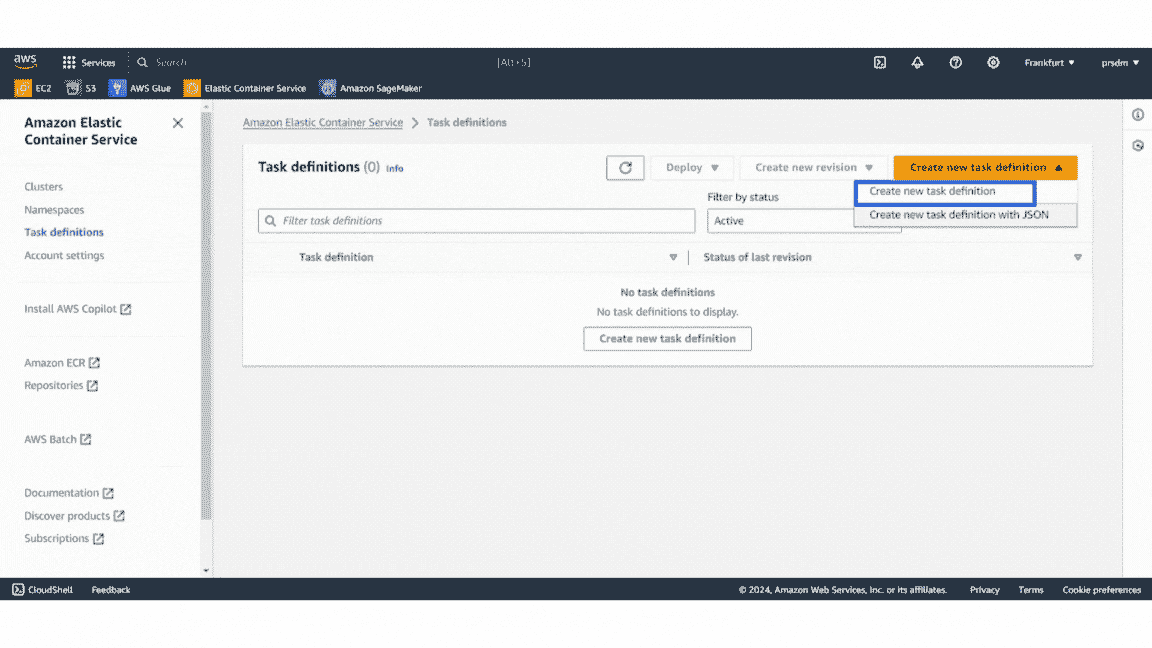 aws
Services
Search
[Alt+S]
Frankfurt
prsdm
EC2
S3
AWS Glue
Elastic Container Service
Amazon SageMaker
Amazon Elastic
Container Service
Clusters
Namespaces
Task definitions
Account settings
Install AWS Copilot
Amazon ECR
Repositories
AWS Batch
Documentation
Discover products
Subscriptions
Amazon Elastic Container Service > Task definitions
Task definitions (0) Info
Deploy
Create new revision
Create new task definition
Create new task definition
Create new task definition with JSON
Filter by status
Filter task definitions
Active
Task definition
Status of last revision
No task definitions
No task definitions to display.
Create new task definition
CloudShell
Feedback
© 2024, Amazon Web Services, Inc. or its affiliates.
Privacy
Terms
Cookie preferences